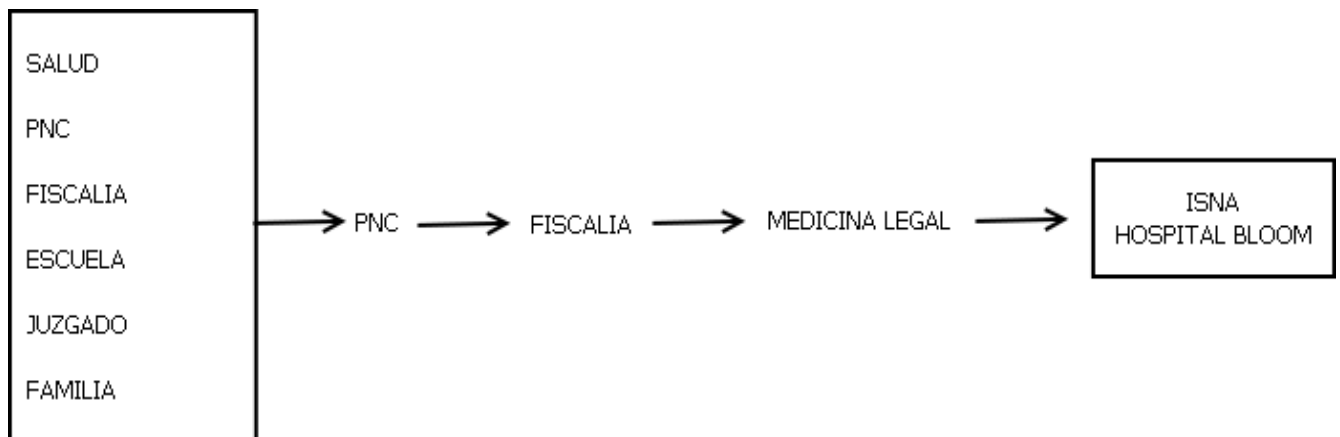 SALUD
PNC
FISCALIA
ESCUELA
JUZGADO
FAMILIA
PNC
FISCALIA
MEDICINA LEGAL
ISNA
HOSPITAL BLOOM